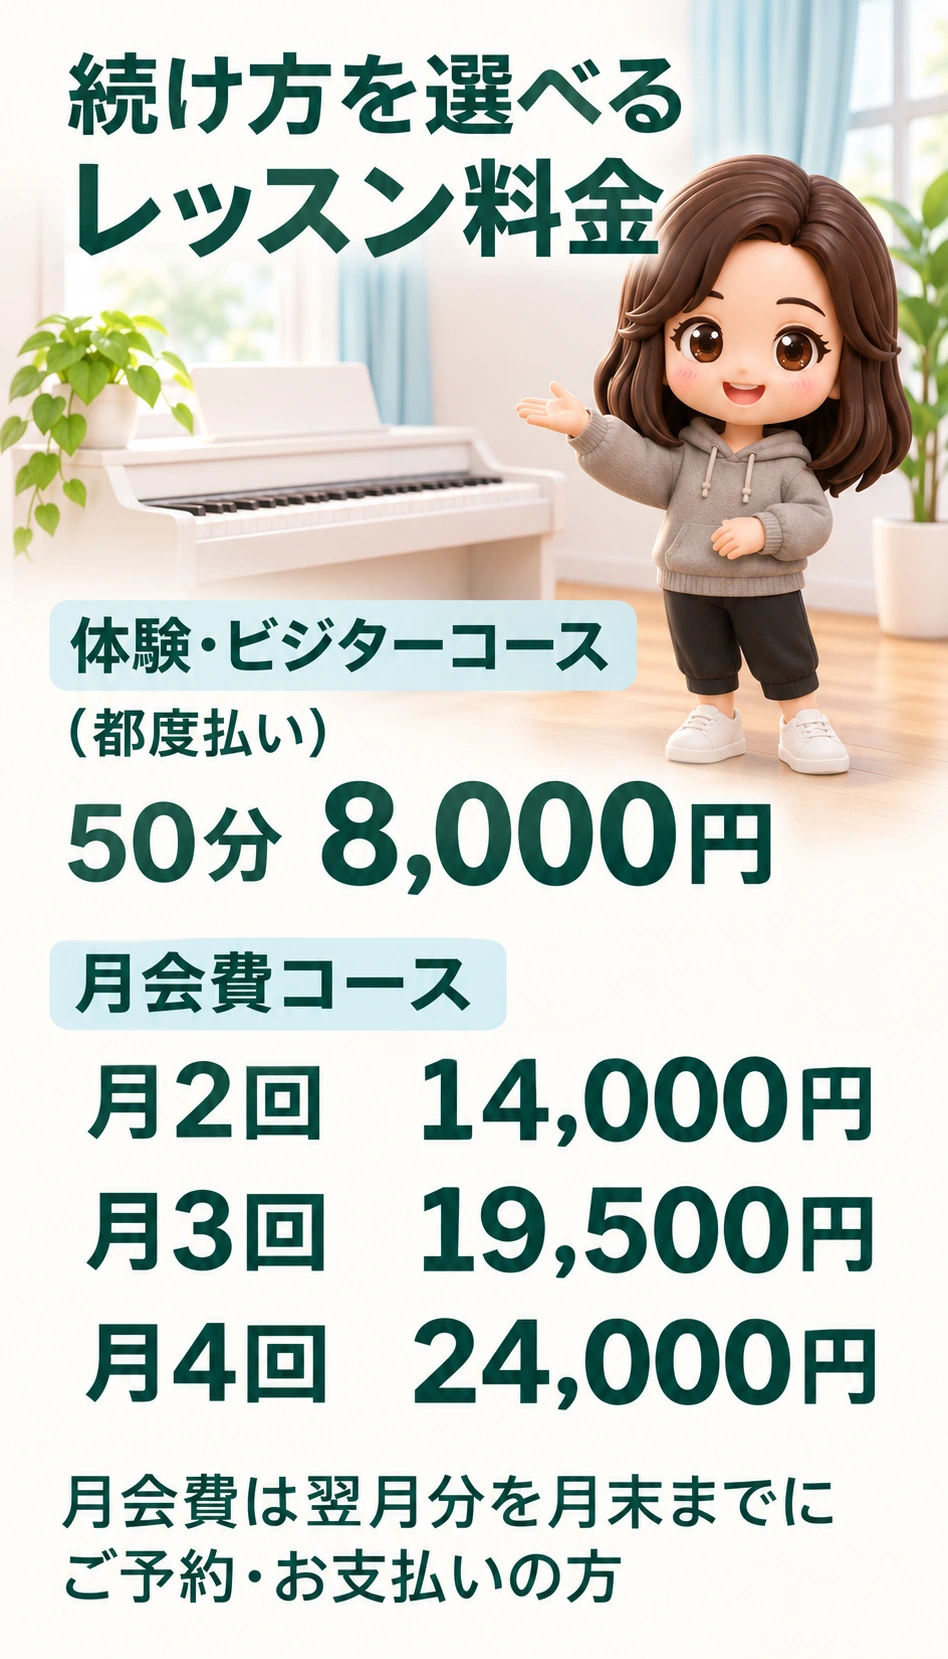 続け方を選べる
レッスン料金
体験・ビジターコース
（都度払い）
50分 8,000円
月会費コース
月2回 14,000円
月3回 19,500円
月4回 24,000円
月会費は翌月分を月末までに
ご予約・お支払いの方